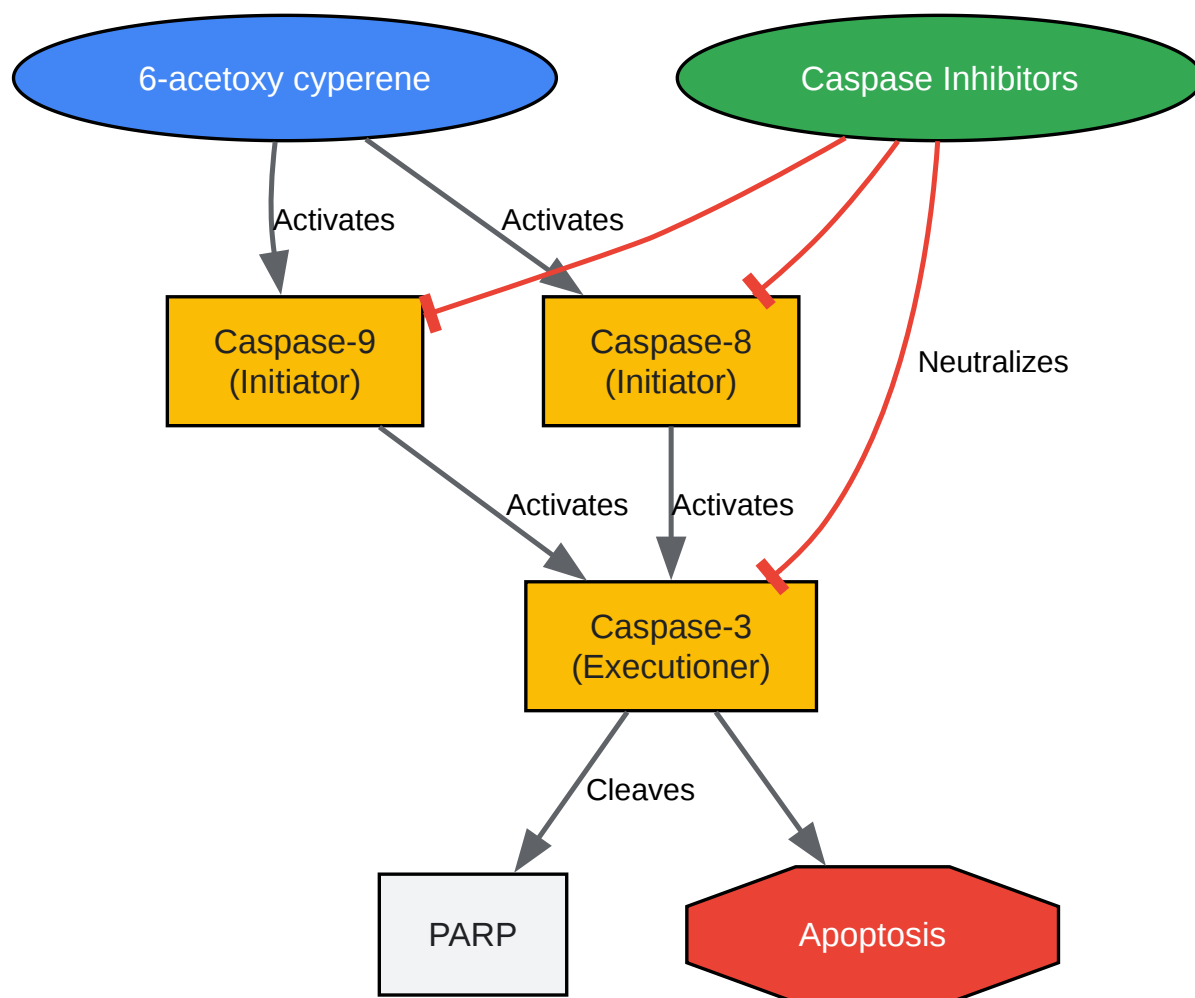 6-acetoxy cyperene
Caspase Inhibitors
Activates
Activates
Caspase-9
(Initiator)
Caspase-8
(Initiator)
Neutralizes
Activates
Activates
Caspase-3
(Executioner)
Cleaves
PARP
Apoptosis